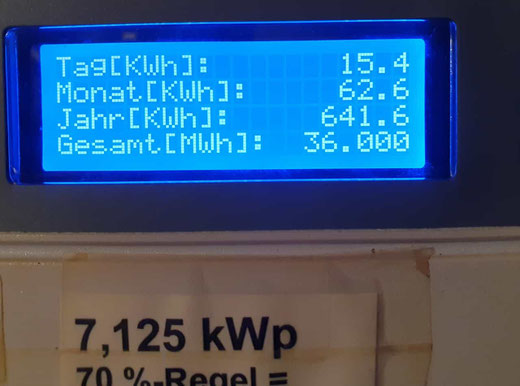 Tag[KWh]: 15.4
Monat[KWh]: 62.6
Jahr[KWh]: 641.6
Gesamt[MWh]: 36.000
7,125 kWp
70 %-Regel =